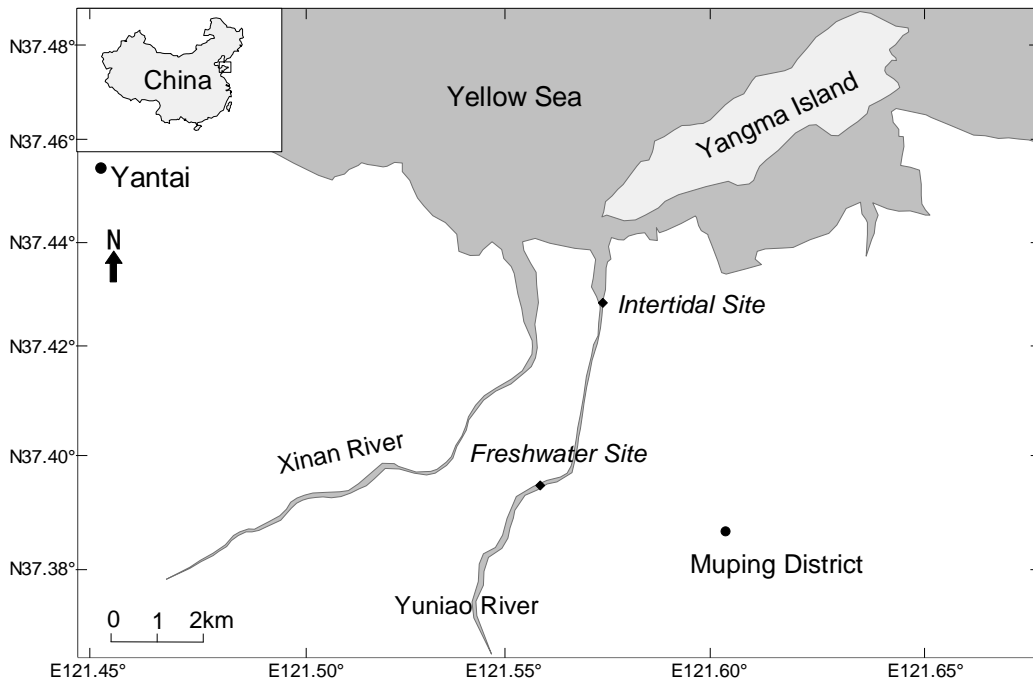 N37.48°
China
Yellow Sea
Yangma Island
N37.46°
Yantai
N37.44°
N
Intertidal Site
N37.42°
Xinan River
Freshwater Site
N37.40°
Muping District
N37.38°
Yuniao River
0 1 2km
E121.45° E121.50° E121.55° E121.60° E121.65°